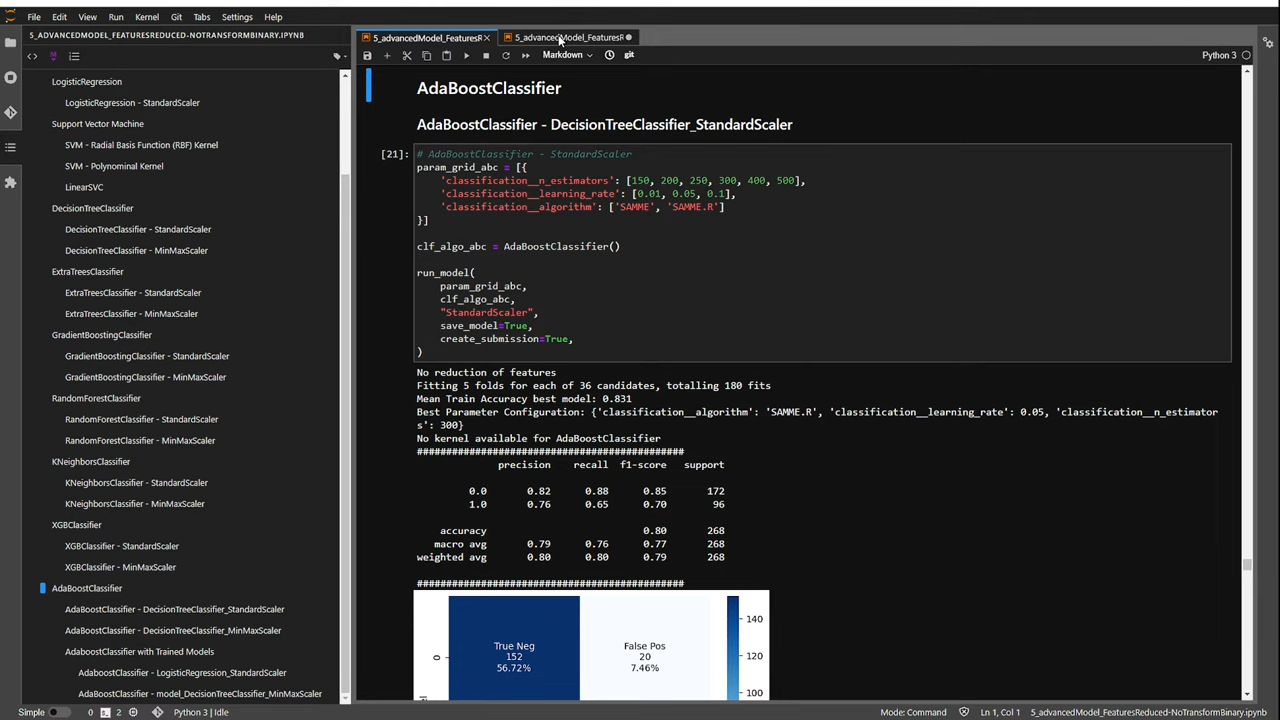 File Edit View Run Kernel Git Tabs Settings Help
5_ADVANCEDMODEL_FEATURESREDUCED-NOTRANSFORMBINARY.IPYNB
LogisticRegression
LogisticRegression - StandardScaler
Support Vector Machine
SVM - Radial Basis Function (RBF) Kernel
SVM - Polynomial Kernel
LinearSVC
DecisionTreeClassifier
DecisionTreeClassifier - StandardScaler
DecisionTreeClassifier - MinMaxScaler
ExtraTreesClassifier
ExtraTreesClassifier - StandardScaler
ExtraTreesClassifier - MinMaxScaler
GradientBoostingClassifier
GradientBoostingClassifier - StandardScaler
GradientBoostingClassifier - MinMaxScaler
RandomForestClassifier
RandomForestClassifier - StandardScaler
RandomForestClassifier - MinMaxScaler
KNeighborsClassifier
KNeighborsClassifier - StandardScaler
KNeighborsClassifier - MinMaxScaler
XGBClassifier
XGBClassifier - StandardScaler
XGBClassifier - MinMaxScaler
AdaBoostClassifier
AdaBoostClassifier - DecisionTreeClassifier_StandardScaler
AdaBoostClassifier - DecisionTreeClassifier_MinMaxScaler
AdaboostClassifier with Trained Models
AdaboostClassifier - LogisticRegression_StandardScaler
AdaBoostClassifier - model_DecisionTreeClassifier_MinMaxScaler
5_advancedModel_FeaturesR 5_advancedModel_FeaturesR
Markdown git Python 3
AdaBoostClassifier
AdaBoostClassifier - DecisionTreeClassifier_StandardScaler
[21]: # AdaBoostClassifier - StandardScaler
param_grid_abc = [{
'classification__n_estimators': [150, 200, 250, 300, 400, 500],
'classification__learning_rate': [0.01, 0.05, 0.1],
'classification__algorithm': ['SAMME', 'SAMME.R']
}]
clf_algo_abc = AdaBoostClassifier()
run_model(
param_grid_abc,
clf_algo_abc,
"StandardScaler",
save_model=True,
create_submission=True,
)
No reduction of features
Fitting 5 folds for each of 36 candidates, totalling 180 fits
Mean Train Accuracy best model: 0.831
Best Parameter Configuration: {'classification__algorithm': 'SAMME.R', 'classification__learning_rate': 0.05, 'classification__n_estimator
s': 300}
No kernel available for AdaBoostClassifier
##############################################
precision recall f1-score support
0.0 0.82 0.88 0.85 172
1.0 0.76 0.65 0.70 96
accuracy 0.80 268
macro avg 0.79 0.76 0.77 268
weighted avg 0.80 0.80 0.79 268
##############################################
True Neg
152
56.72%
False Pos
20
7.46%
0
140
120
100
Simple 0 2 Python 3 | Idle Mode: Command Ln 1, Col 1 5_advancedModel_FeaturesReduced-NoTransformBinary.ipynb